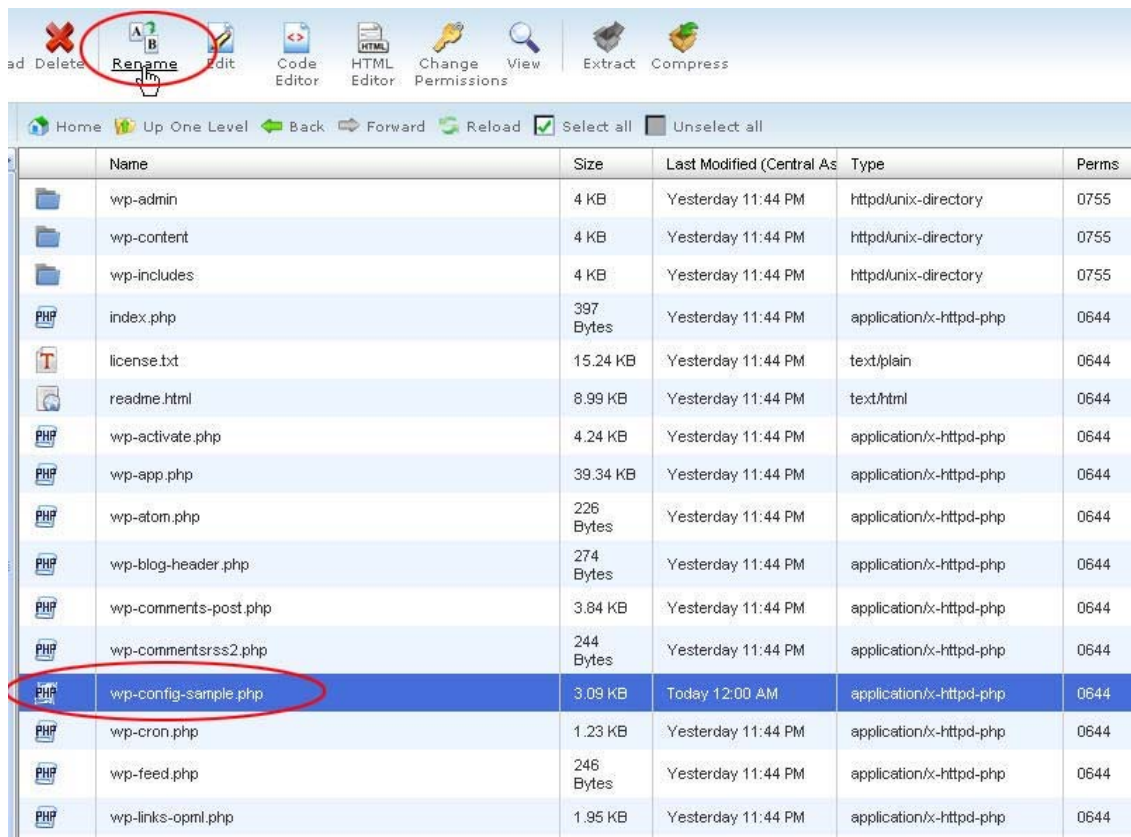 ad Delete Rename Edit Code Editor HTML Editor Change Permissions View Extract Compress
Home Up One Level Back Forward Reload Select all Unselect all
Name Size Last Modified (Central As Type Perms
wp-admin 4 KB Yesterday 11:44 PM httpd/unix-directory 0755
wp-content 4 KB Yesterday 11:44 PM httpd/unix-directory 0755
wp-includes 4 KB Yesterday 11:44 PM httpd/unix-directory 0755
PHP index.php 397 Bytes Yesterday 11:44 PM application/x-httpd-php 0644
T license.txt 15.24 KB Yesterday 11:44 PM text/plain 0644
readme.html 8.99 KB Yesterday 11:44 PM text/html 0644
PHP wp-activate.php 4.24 KB Yesterday 11:44 PM application/x-httpd-php 0644
PHP wp-app.php 39.34 KB Yesterday 11:44 PM application/x-httpd-php 0644
PHP wp-atom.php 226 Bytes Yesterday 11:44 PM application/x-httpd-php 0644
PHP wp-blog-header.php 274 Bytes Yesterday 11:44 PM application/x-httpd-php 0644
PHP wp-comments-post.php 3.84 KB Yesterday 11:44 PM application/x-httpd-php 0644
PHP wp-commentsrss2.php 244 Bytes Yesterday 11:44 PM application/x-httpd-php 0644
PHP wp-config-sample.php 3.09 KB Today 12:00 AM application/x-httpd-php 0644
PHP wp-cron.php 1.23 KB Yesterday 11:44 PM application/x-httpd-php 0644
PHP wp-feed.php 246 Bytes Yesterday 11:44 PM application/x-httpd-php 0644
PHP wp-links-opml.php 1.95 KB Yesterday 11:44 PM application/x-httpd-php 0644